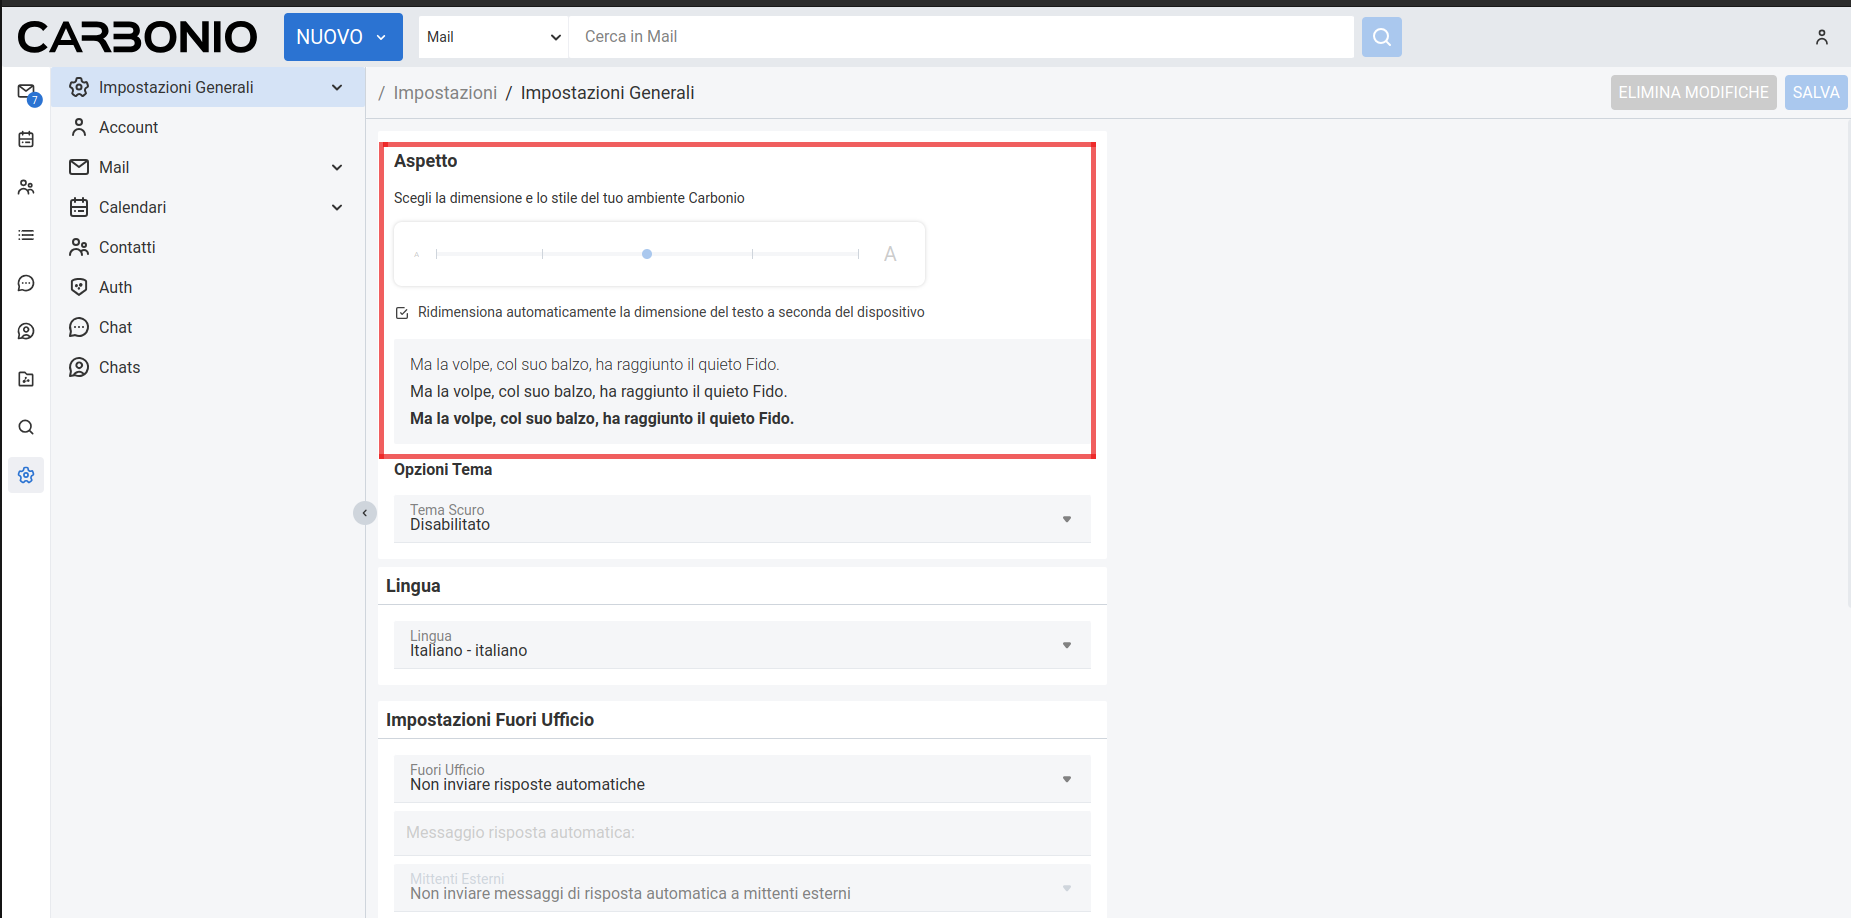 CARBONIO
NUOVO
Mail
Cerca in Mail
7
Impostazioni Generali
Account
Mail
Calendari
Contatti
Auth
Chat
Chats
/ Impostazioni / Impostazioni Generali
ELIMINA MODIFICHE
SALVA
Aspetto
Scegli la dimensione e lo stile del tuo ambiente Carbonio
A A
Ridimensiona automaticamente la dimensione del testo a seconda del dispositivo
Ma la volpe, col suo balzo, ha raggiunto il quieto Fido.
Ma la volpe, col suo balzo, ha raggiunto il quieto Fido.
Ma la volpe, col suo balzo, ha raggiunto il quieto Fido.
Opzioni Tema
Tema Scuro
Disabilitato
Lingua
Lingua
Italiano - italiano
Impostazioni Fuori Ufficio
Fuori Ufficio
Non inviare risposte automatiche
Messaggio risposta automatica:
Mittenti Esterni
Non inviare messaggi di risposta automatica a mittenti esterni